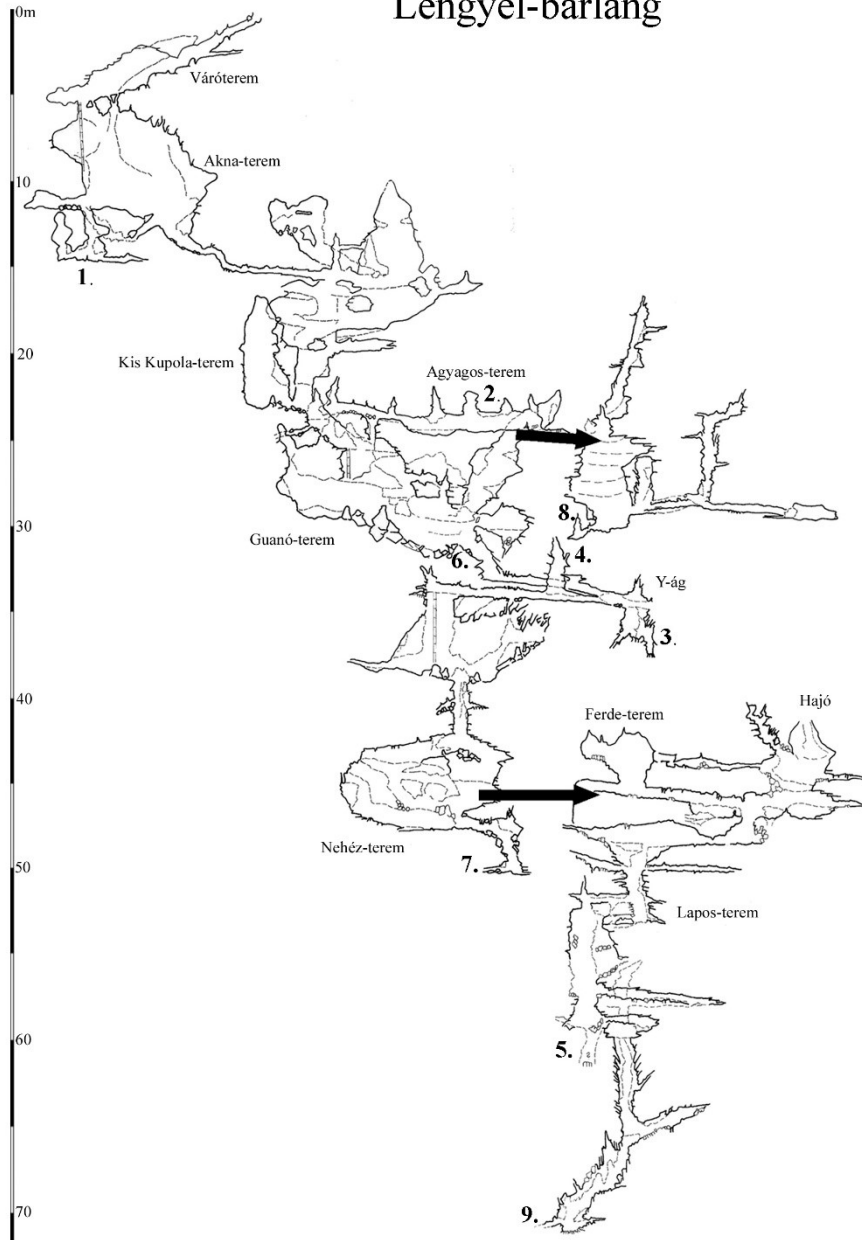 Lengyel-barlang
0m
Váróterem
Akna-terem
10
1.
20
Kis Kupola-terem
Agyagos-terem
2.
8.
30
Guanó-terem
6.
4.
Y-ág
3.
40
Ferde-terem
Hajó
Nehéz-terem
7.
50
Lapos-terem
5.
60
9.
70